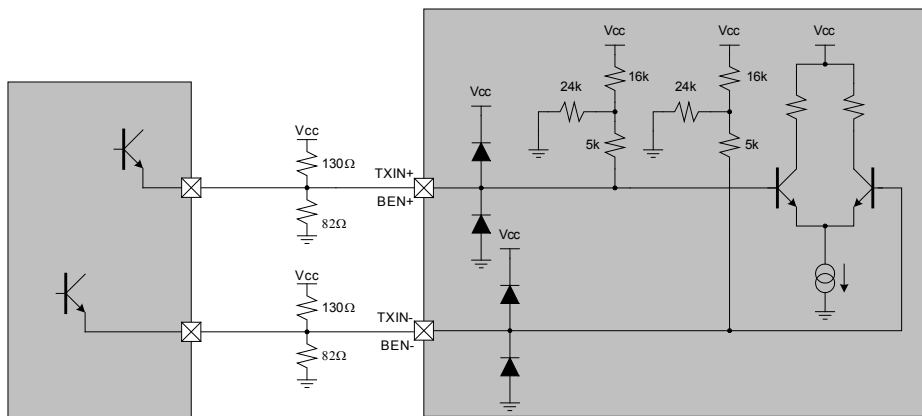 Vcc
Vcc
Vcc
24k
16k
24k
16k
Vcc
Vcc
130Ω
5k
5k
TXIN+
BEN+
82Ω
Vcc
Vcc
130Ω
TXIN-
BEN-
82Ω